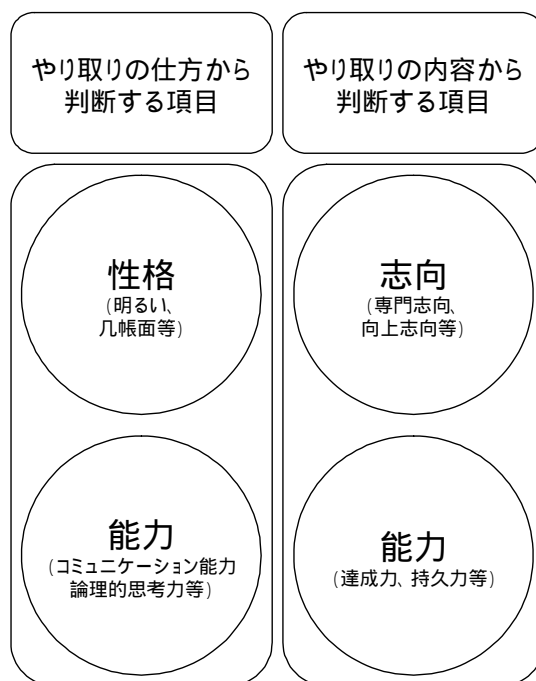 やり取りの仕方から
判断する項目
やり取りの内容から
判断する項目
性格
(明るい、
几帳面等)
志向
(専門志向、
向上志向等)
能力
(コミュニケーション能力
論理的思考力等)
能力
(達成力、持久力等)